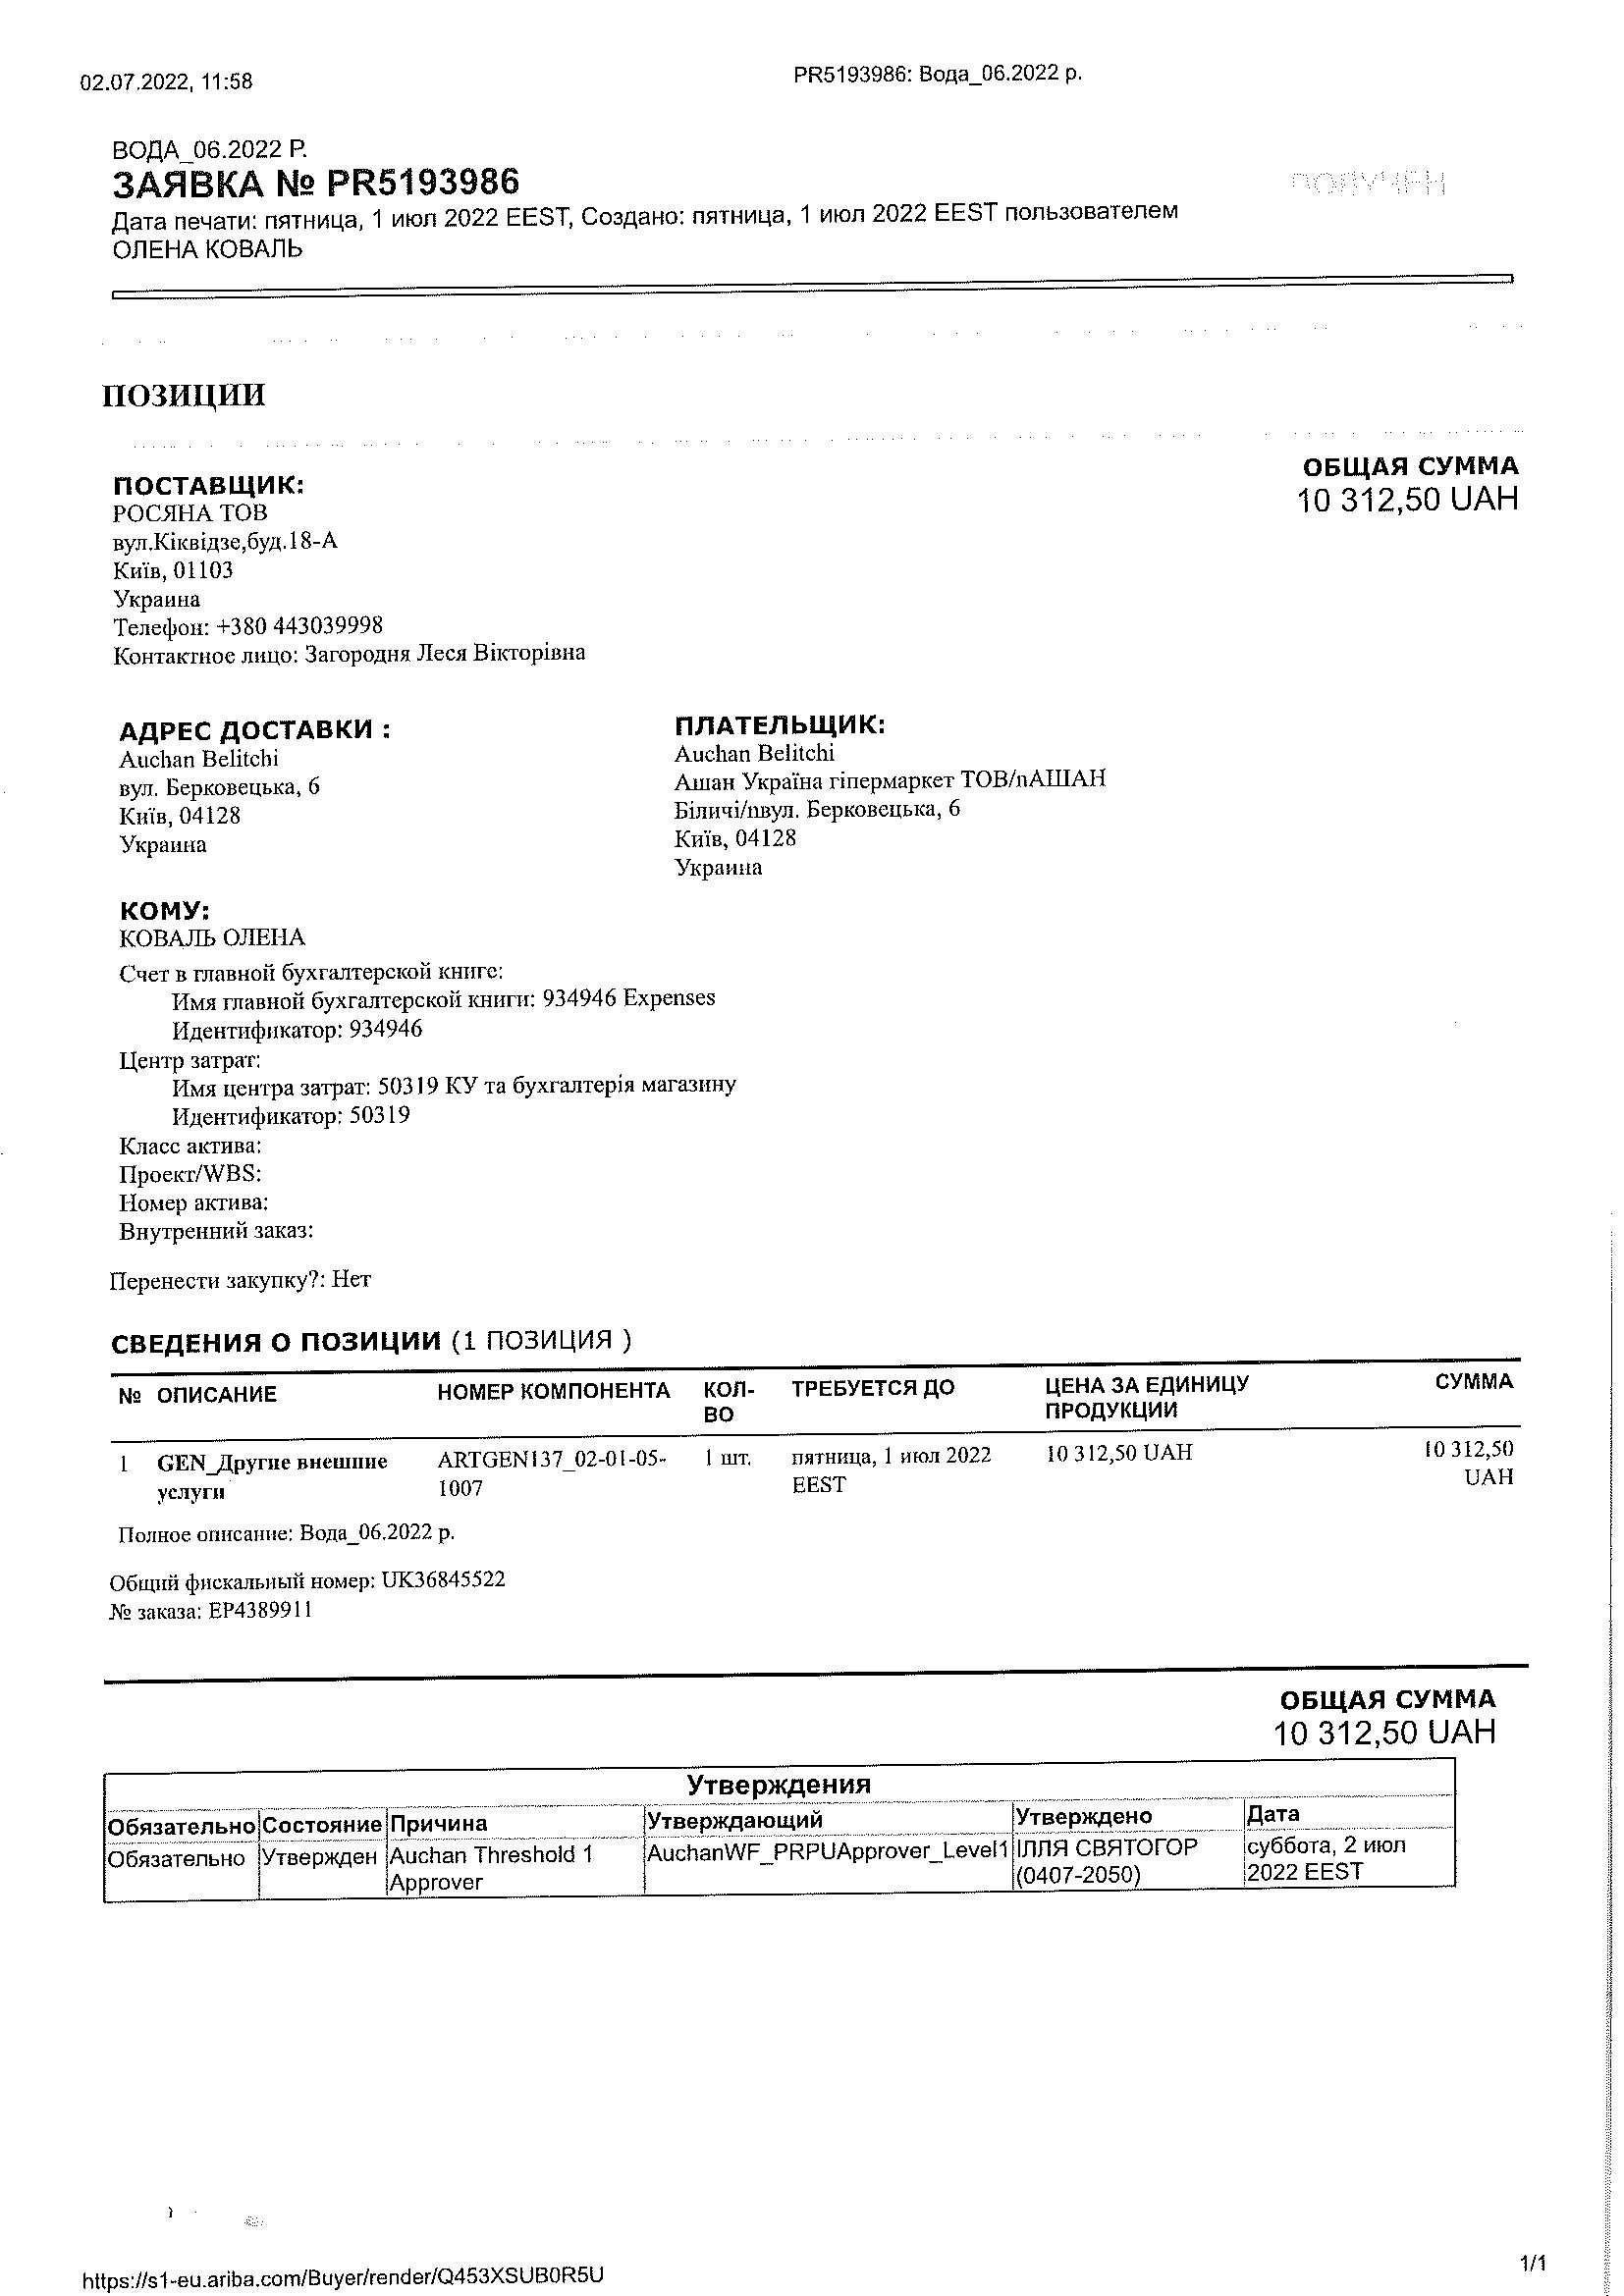 02.07.2022, 11:58
PR5193986: Вода_06.2022 р.
ВОДА_06.2022 Р.
ЗАЯВКА № PR5193986
ПОЛУЧЕН
Дата печати: пятница, 1 июл 2022 EEST, Создано: пятница, 1 июл 2022 EEST пользователем
ОЛЕНА КОВАЛЬ
ПОЗИЦИИ
ПОСТАВЩИК:
РОСЯНА ТОВ
вул.Кіквідзе,буд.18-А
Київ, 01103
Украина
Телефон: +380 443039998
Контактное лицо: Загородня Леся Вікторівна
ОБЩАЯ СУММА
10 312,50 UAH
АДРЕС ДОСТАВКИ :
Auchan Belitchi
вул. Берковецька, 6
Київ, 04128
Украина
ПЛАТЕЛЬЩИК:
Auchan Belitchi
Ашан Україна гіпермаркет ТОВ/nАШАН
Біличі/nвул. Берковецька, 6
Київ, 04128
Украина
КОМУ:
КОВАЛЬ ОЛЕНА
Счет в главной бухгалтерской книге:
Имя главной бухгалтерской книги: 934946 Expenses
Идентификатор: 934946
Центр затрат:
Имя центра затрат: 50319 КУ та бухгалтерія магазину
Идентификатор: 50319
Класс актива:
Проект/WBS:
Номер актива:
Внутренний заказ:
Перенести закупку?: Нет
СВЕДЕНИЯ О ПОЗИЦИИ (1 ПОЗИЦИЯ )
№ ОПИСАНИЕ НОМЕР КОМПОНЕНТА КОЛ- ТРЕБУЕТСЯ ДО ЦЕНА ЗА ЕДИНИЦУ СУММА
ВО ПРОДУКЦИИ
1 GEN_Другие внешние ARTGEN137_02-01-05- 1 шт. пятница, 1 июл 2022 10 312,50 UAH 10 312,50
услуги 1007 EEST UAH
Полное описание: Вода_06.2022 р.
Общий фискальный номер: UK36845522
№ заказа: EP4389911
ОБЩАЯ СУММА
10 312,50 UAH
Утверждения
Обязательно Состояние Причина Утверждающий Утверждено Дата
Обязательно Утвержден Auchan Threshold 1 AuchanWF_PRPUApprover_Level1 ІЛЛЯ СВЯТОГОР суббота, 2 июл
Approver (0407-2050) 2022 EEST
https://s1-eu.ariba.com/Buyer/render/Q453XSUB0R5U
1/1